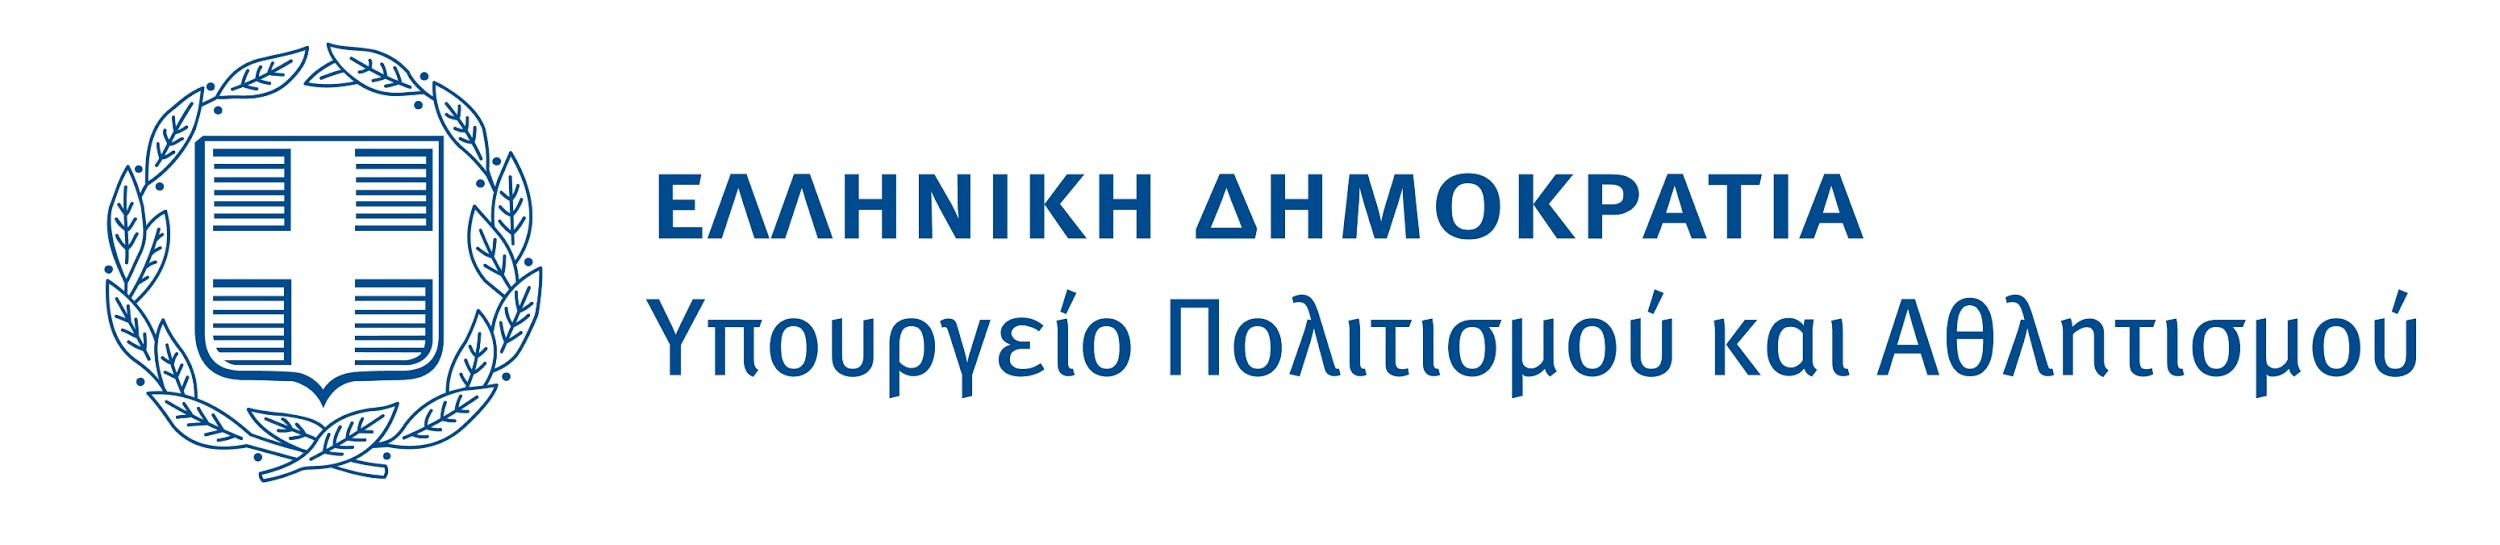 ΕΛΛΗΝΙΚΗ ΔΗΜΟΚΡΑΤΙΑ
Υπουργείο Πολιτισμού και Αθλητισμού